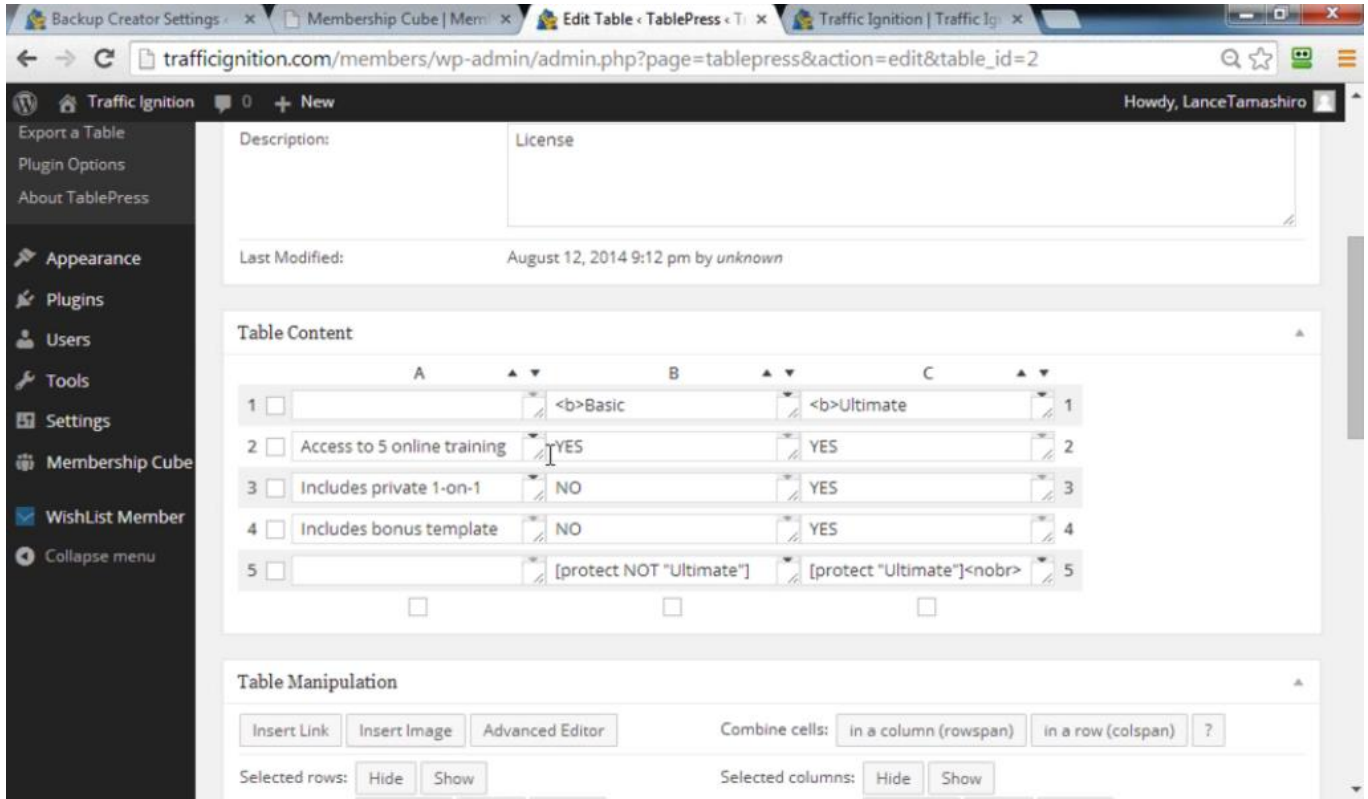 Backup Creator Settings
Membership Cube | Mem
Edit Table ‹ TablePress ‹ T
Traffic Ignition | Traffic Ig
trafficignition.com/members/wp-admin/admin.php?page=tablepress&action=edit&table_id=2
Traffic Ignition 0 + New Howdy, LanceTamashiro
Export a Table
Plugin Options
About TablePress
Appearance
Plugins
Users
Tools
Settings
Membership Cube
WishList Member
Collapse menu
Description: License
Last Modified: August 12, 2014 9:12 pm by unknown
Table Content
A B C
1 <b>Basic <b>Ultimate 1
2 Access to 5 online training YES YES 2
3 Includes private 1-on-1 NO YES 3
4 Includes bonus template NO YES 4
5 [protect NOT "Ultimate"] [protect "Ultimate"]<nobr> 5
Table Manipulation
Insert Link Insert Image Advanced Editor Combine cells: in a column (rowspan) in a row (colspan) ?
Selected rows: Hide Show Selected columns: Hide Show